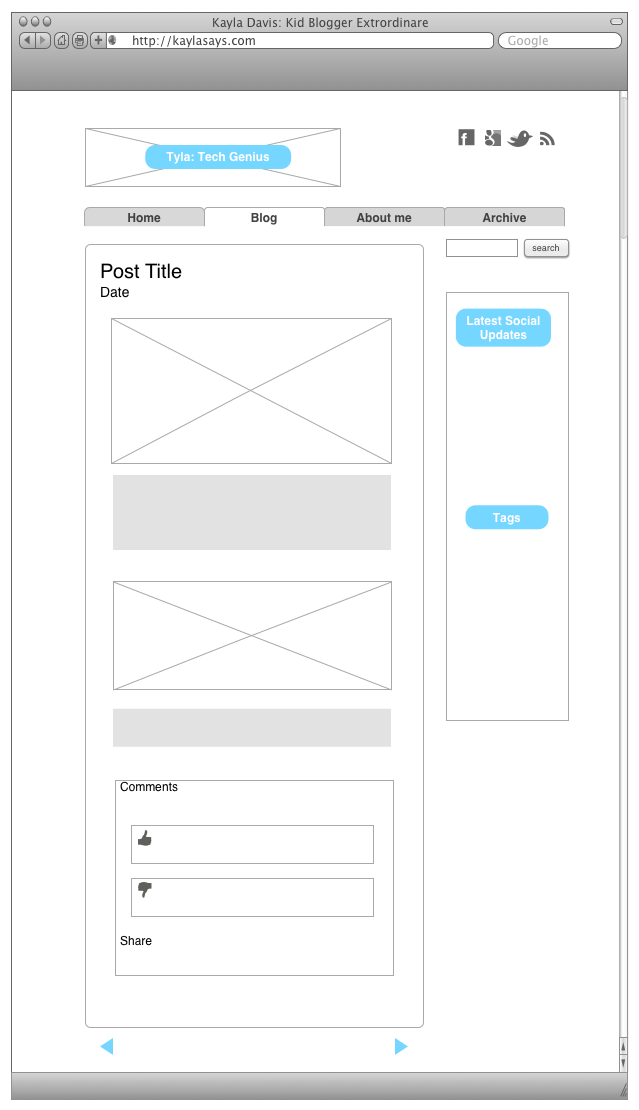 Kayla Davis: Kid Blogger Extrordinare
http://kaylasays.com
Google
Tyla: Tech Genius
Home
Blog
About me
Archive
search
Post Title
Date
Latest Social
Updates
Tags
Comments
Share